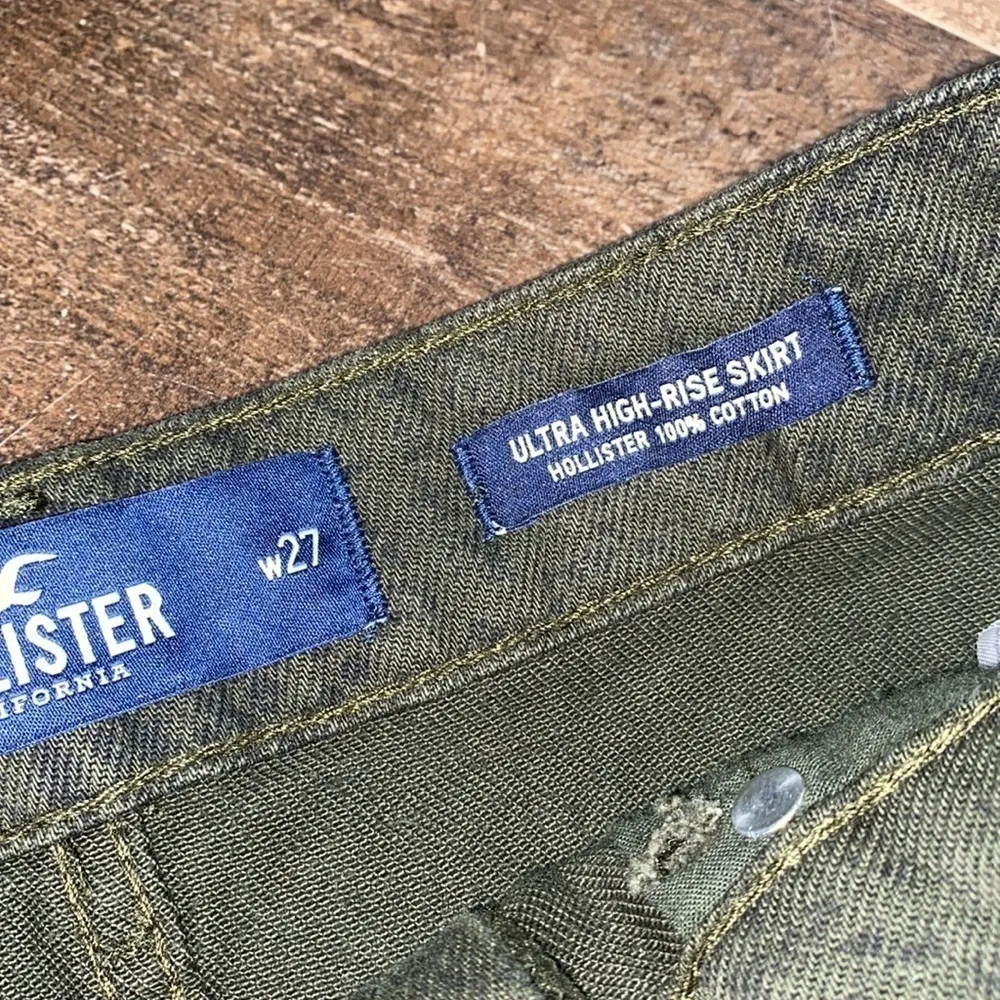 w27
LISTER
IFORNIA
ULTRA HIGH-RISE SKIRT
HOLLISTER 100% COTTON